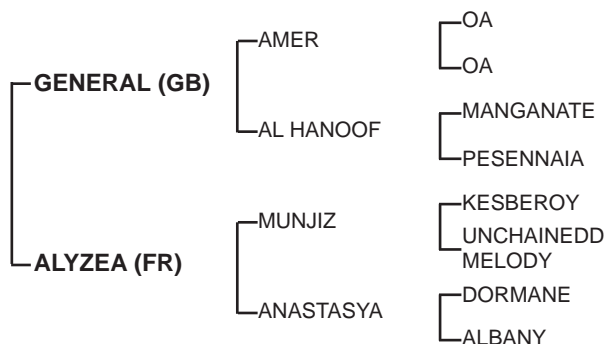 OA
AMER
OA
GENERAL (GB)
MANGANATE
AL HANOOF
PESENNAIA
KESBEROY
MUNJIZ
UNCHAINEDD
MELODY
ALYZEA (FR)
DORMANE
ANASTASYA
ALBANY